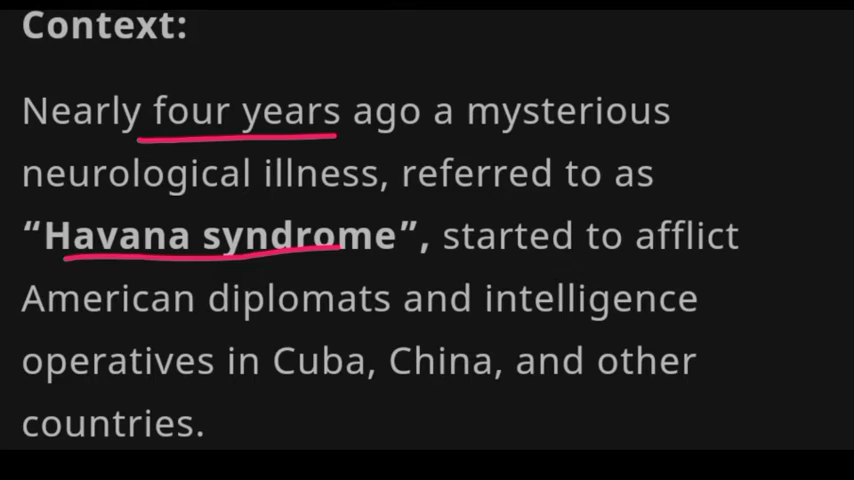 Context:
Nearly four years ago a mysterious
neurological illness, referred to as
“Havana syndrome”, started to afflict
American diplomats and intelligence
operatives in Cuba, China, and other
countries.